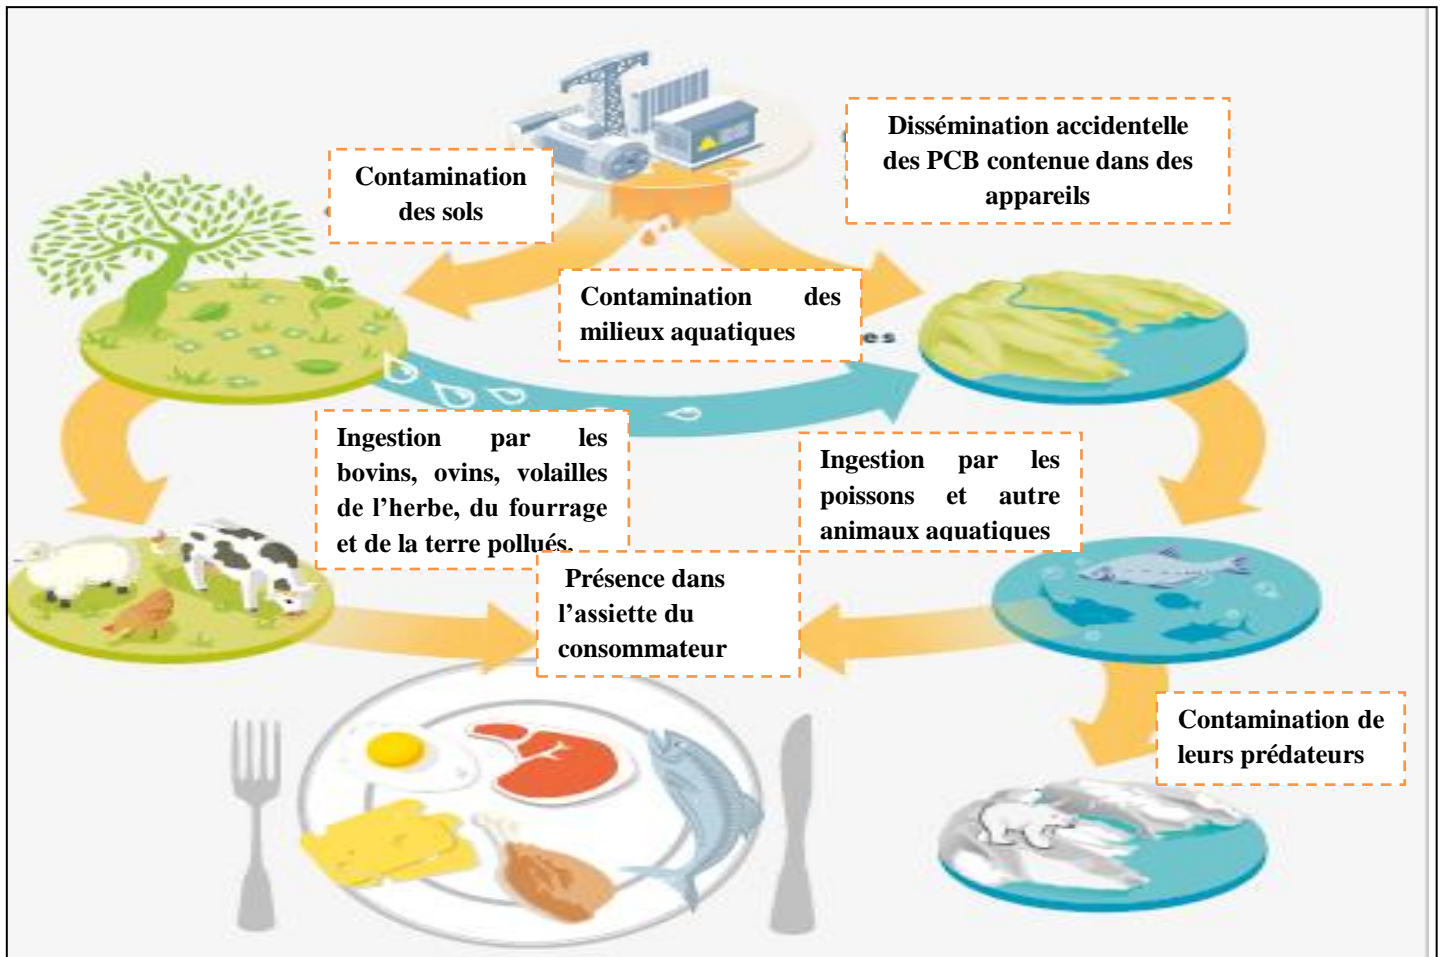 Dissémination accidentelle
des PCB contenue dans des
appareils
Contamination
des sols
Contamination des
milieux aquatiques
es
Ingestion par les
bovins, ovins, volailles
de l’herbe, du fourrage
et de la terre pollués.
Ingestion par les
poissons et autre
animaux aquatiques
Présence dans
l’assiette du
consommateur
Contamination de
leurs prédateurs